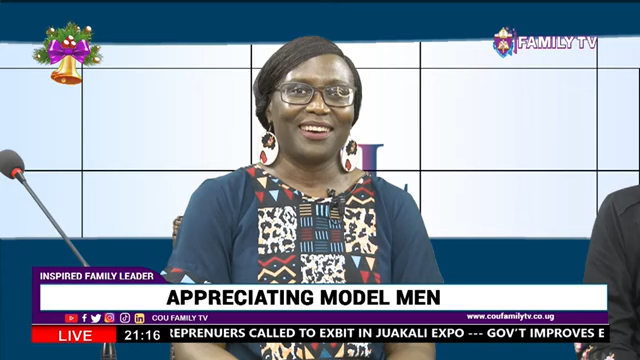 FAMILY TV
INSPIRED FAMILY LEADER
APPRECIATING MODEL MEN
COU FAMILY TV
www.coufamilytv.co.ug
LIVE
21:16
REPRENUERS CALLED TO EXBIT IN JUAKALI EXPO --- GOV'T IMPROVES E